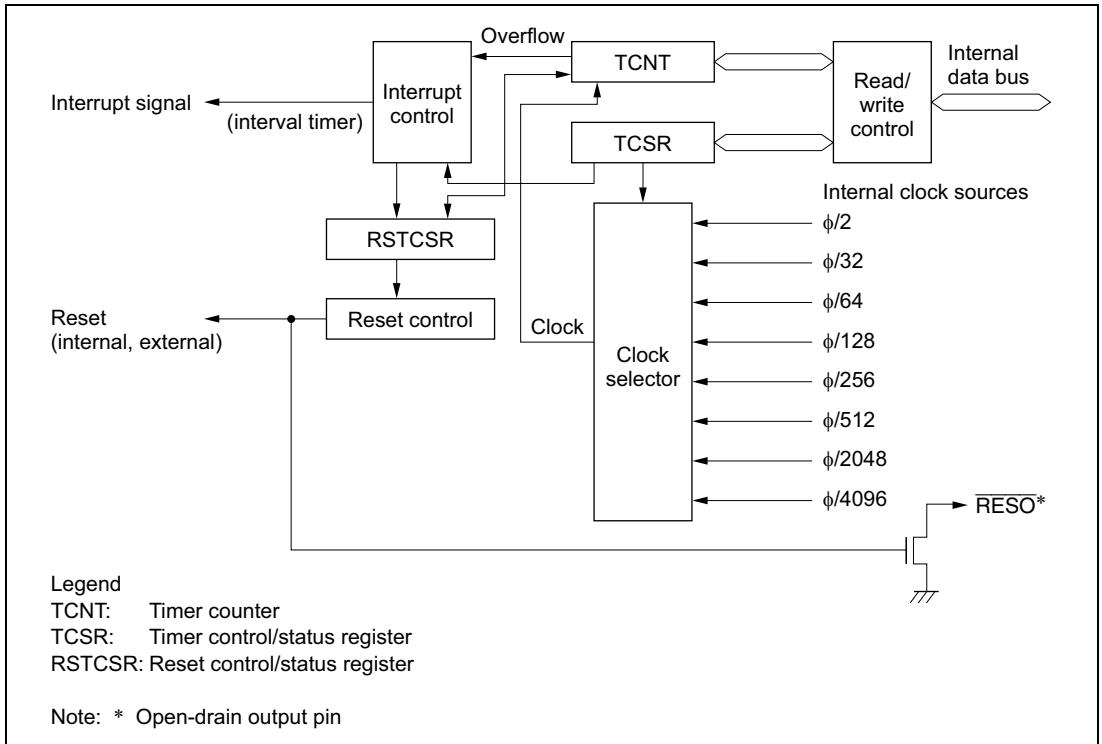 Overflow
TCNT
Interrupt control
Read/ write control
Internal data bus
Interrupt signal
(interval timer)
TCSR
Internal clock sources
RSTCSR
ϕ/2
ϕ/32
ϕ/64
Reset (internal, external)
Reset control
Clock
ϕ/128
Clock selector
ϕ/256
ϕ/512
ϕ/2048
ϕ/4096
RESO*
Legend
TCNT: Timer counter
TCSR: Timer control/status register
RSTCSR: Reset control/status register
Note: * Open-drain output pin